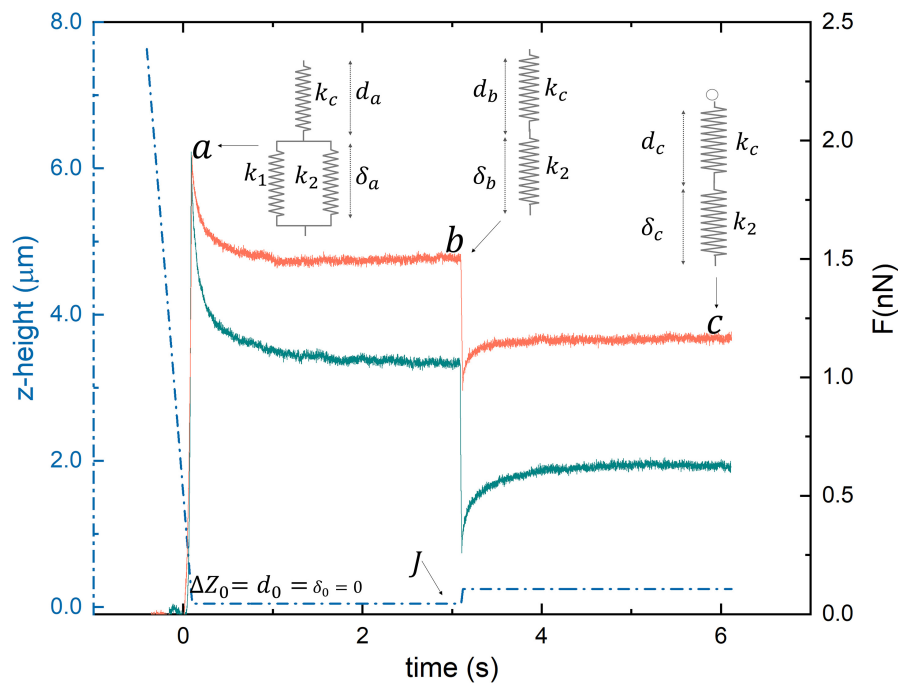 8.0
6.0
4.0
2.0
0.0
z-height (μm)
2.5
2.0
1.5
1.0
0.5
0.0
F(nN)
0
2
4
6
time (s)
a
k_c
d_a
k_1
k_2
δ_a
d_b
k_c
δ_b
k_2
b
d_c
k_c
δ_c
k_2
c
J
ΔZ_0 = d_0 = δ_0 = 0